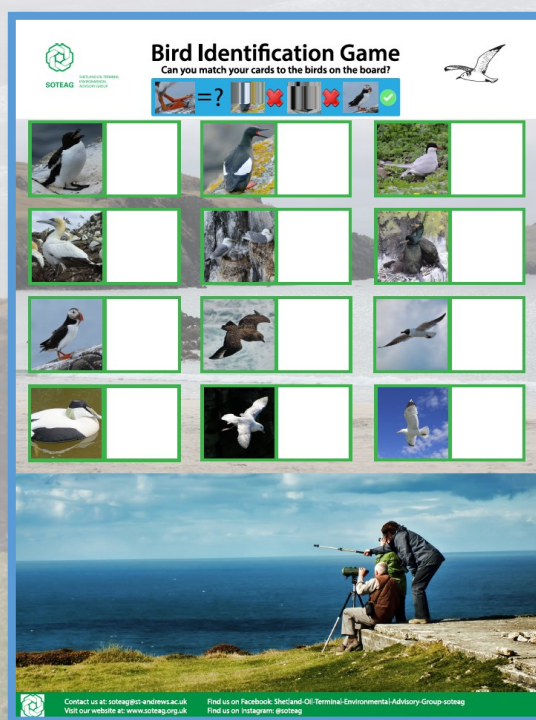 Bird Identification Game
Can you match your cards to the birds on the board?
SOTEAG
SHETLAND OIL TERMINAL
ENVIRONMENTAL
ADVISORY GROUP
=?
Contact us at: soteag@st-andrews.ac.uk
Visit our website at: www.soteag.org.uk
Find us on Facebook: Shetland-Oil-Terminal-Environmental-Advisory-Group-soteag
Find us on Instagram: @soteag